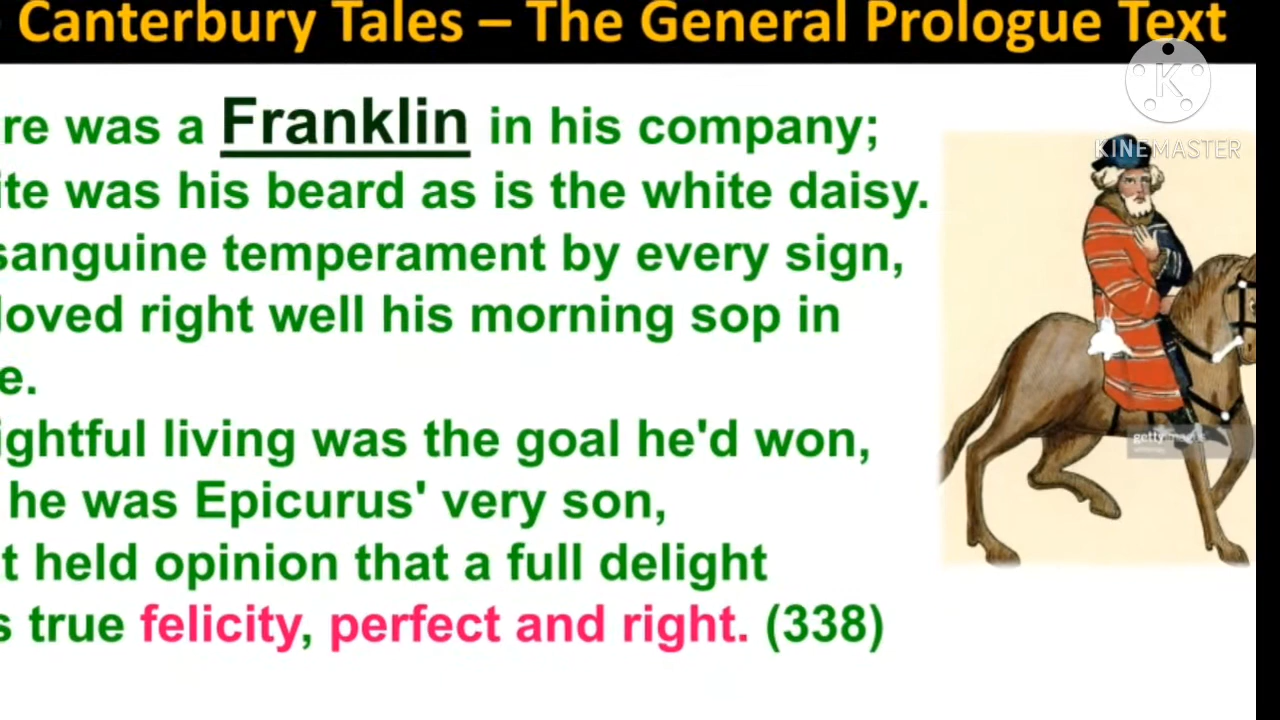 Canterbury Tales – The General Prologue Text
re was a Franklin in his company;
ite was his beard as is the white daisy.
sanguine temperament by every sign,
loved right well his morning sop in
e.
ightful living was the goal he'd won,
he was Epicurus' very son,
t held opinion that a full delight
s true felicity, perfect and right. (338)
K
KINEMASTER
gettyimages